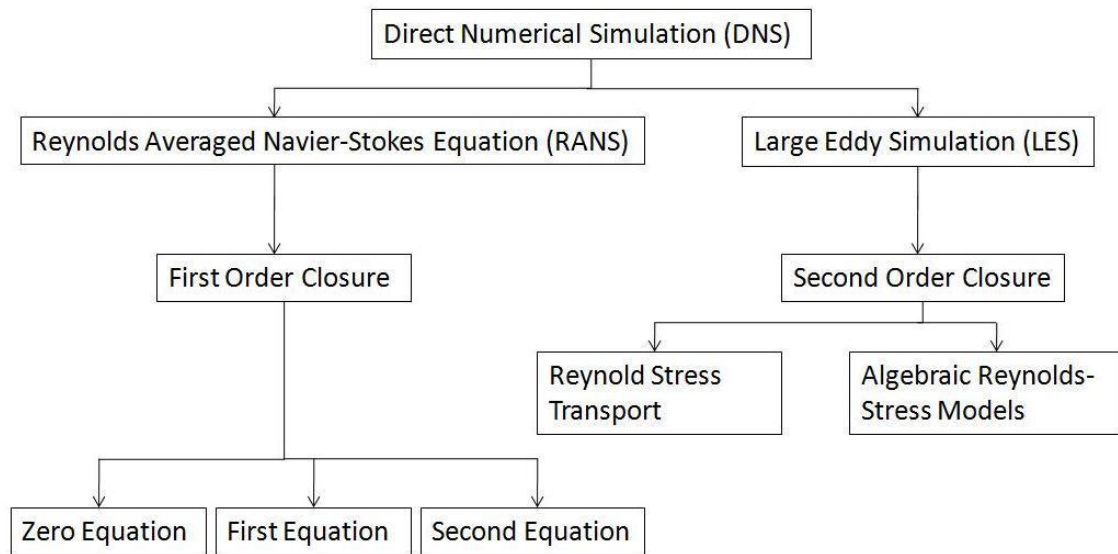 Direct Numerical Simulation (DNS)
Reynolds Averaged Navier-Stokes Equation (RANS)
Large Eddy Simulation (LES)
First Order Closure
Second Order Closure
Reynold Stress
Transport
Algebraic Reynolds-
Stress Models
Zero Equation
First Equation
Second Equation